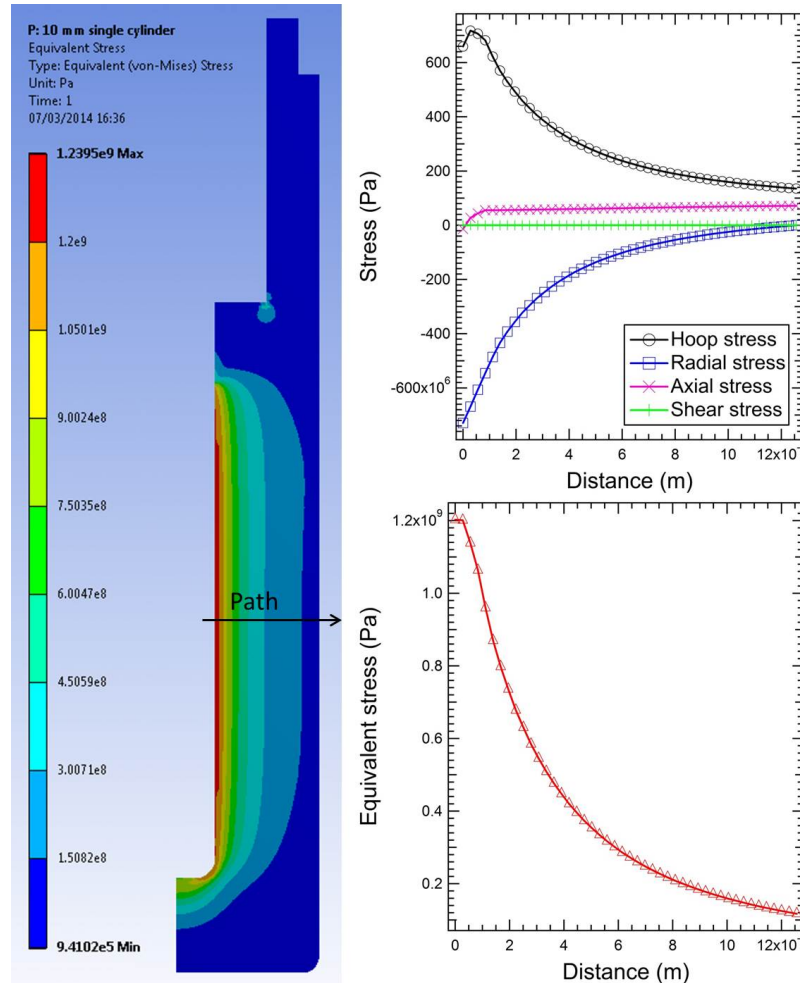 P: 10 mm single cylinder
Equivalent Stress
Type: Equivalent (von-Mises) Stress
Unit: Pa
Time: 1
07/03/2014 16:36
1.2395e9 Max
1.2e9
1.0501e9
9.0024e8
7.5035e8
6.0047e8
4.5059e8
3.0071e8
1.5082e8
9.4102e5 Min
Path
Stress (Pa)
600
400
200
0
-200
-400
-600x10⁶
Hoop stress
Radial stress
Axial stress
Shear stress
0 2 4 6 8 10 12x10⁻
Distance (m)
Equivalent stress (Pa)
1.2x10⁹
1.0
0.8
0.6
0.4
0.2
0 2 4 6 8 10 12x10⁻
Distance (m)